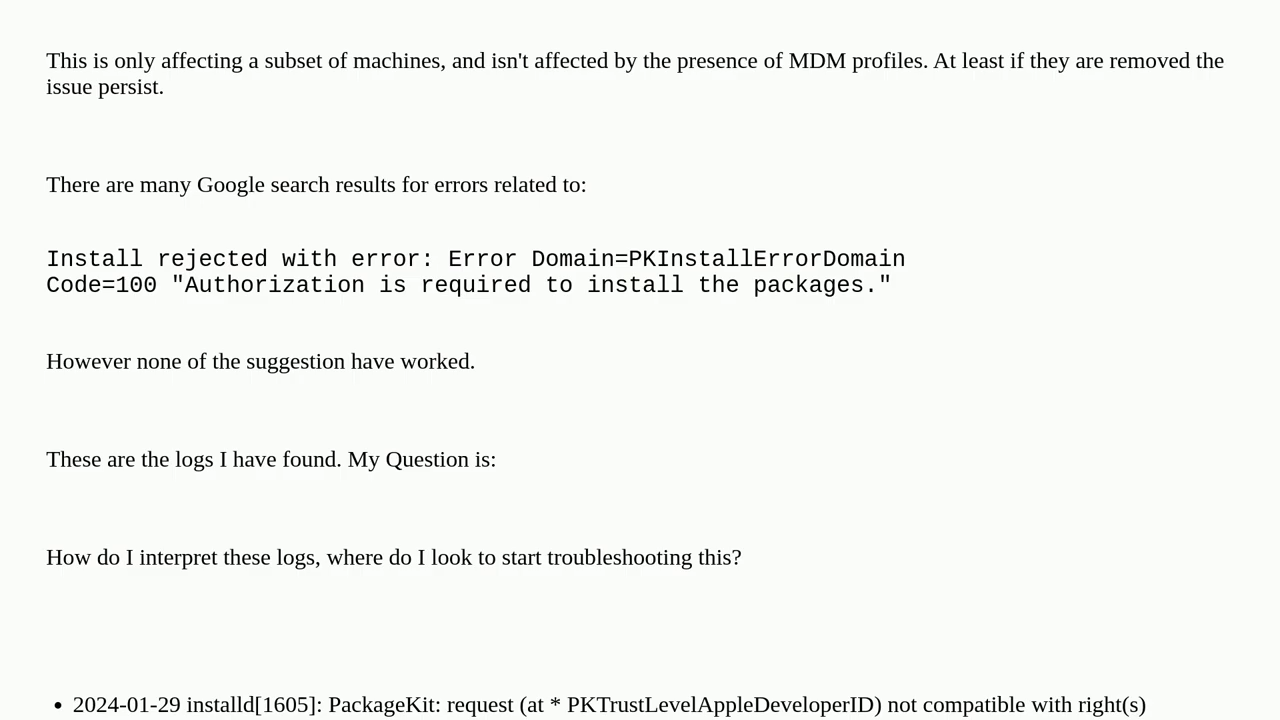 This is only affecting a subset of machines, and isn't affected by the presence of MDM profiles. At least if they are removed the
issue persist.
There are many Google search results for errors related to:
Install rejected with error: Error Domain=PKInstallErrorDomain
Code=100 "Authorization is required to install the packages."
However none of the suggestion have worked.
These are the logs I have found. My Question is:
How do I interpret these logs, where do I look to start troubleshooting this?
• 2024-01-29 installd[1605]: PackageKit: request (at * PKTrustLevelAppleDeveloperID) not compatible with right(s)